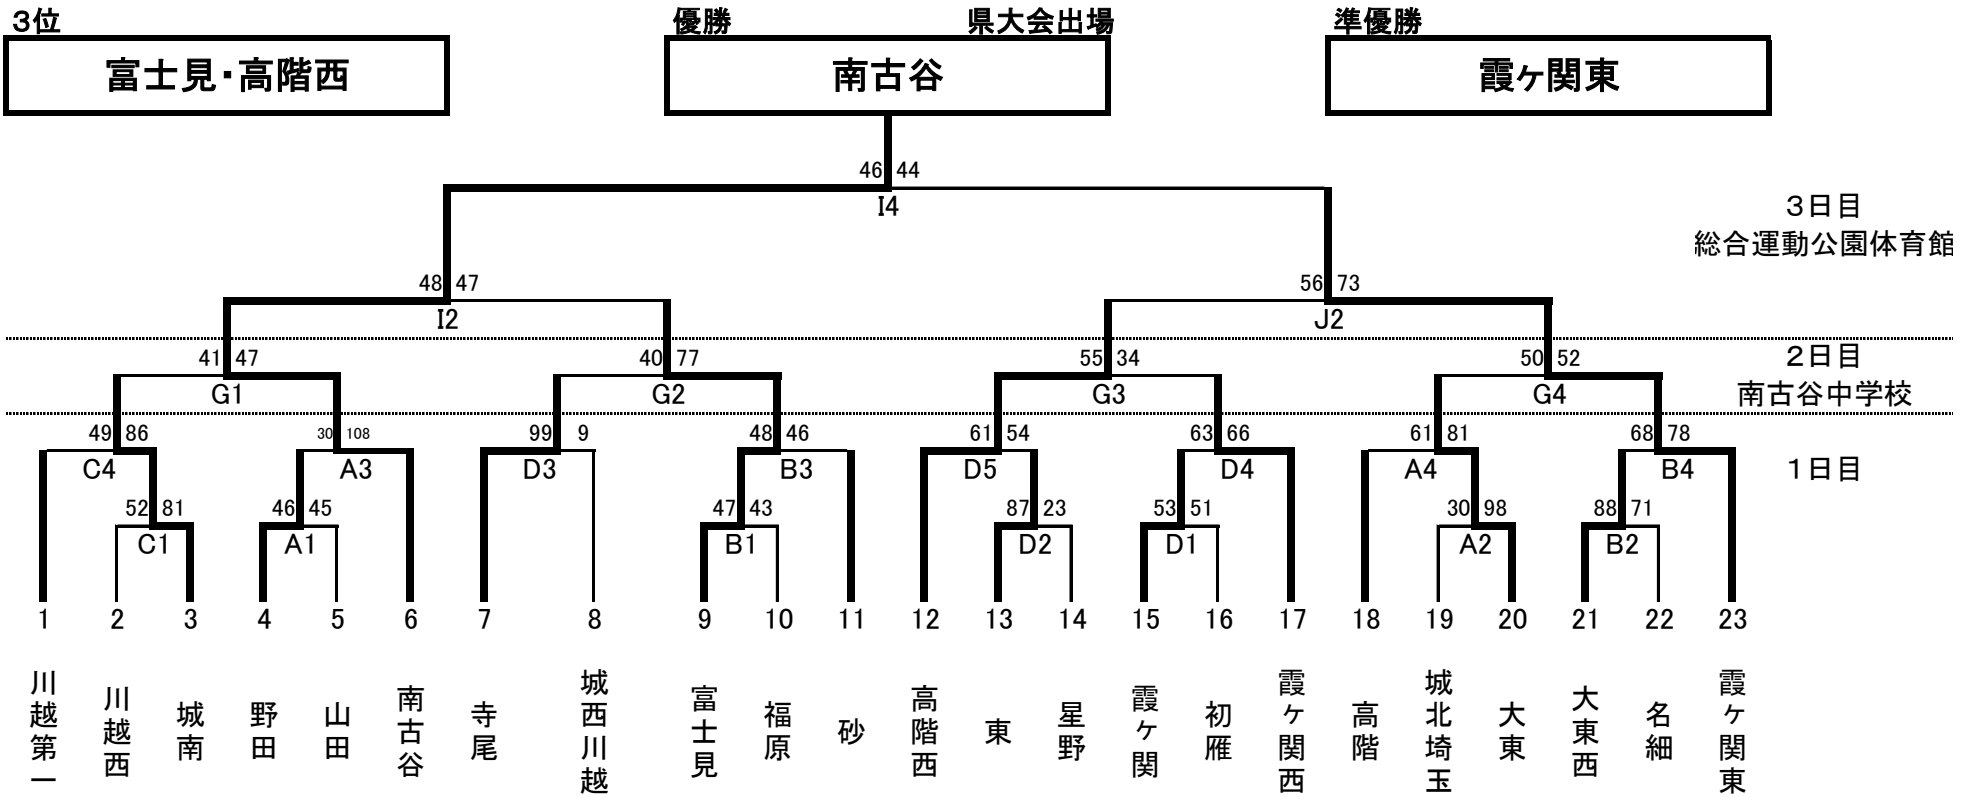 3位 優勝 県大会出場 準優勝
富士見・高階西 南古谷 霞ヶ関東
46 44
I4
3日目
総合運動公園体育館
48 47 56 73
I2 J2
41 47 40 77 55 34 50 52 2日目
G1 G2 G3 G4 南古谷中学校
49 86 30 108 99 9 48 46 61 54 63 66 61 81 68 78
C4 A3 D3 B3 D5 D4 A4 B4 1日目
52 81 46 45 47 43 87 23 53 51 30 98 88 71
C1 A1 B1 D2 D1 A2 B2
1 2 3 4 5 6 7 8 9 10 11 12 13 14 15 16 17 18 19 20 21 22 23
川越第一
川越西
城南
野田
山田
南古谷
寺尾
城西川越
富士見
福原
砂
高階西
東
星野
霞ヶ関
初雁
霞ヶ関西
高階
城北埼玉
大東
大東西
名細
霞ヶ関東